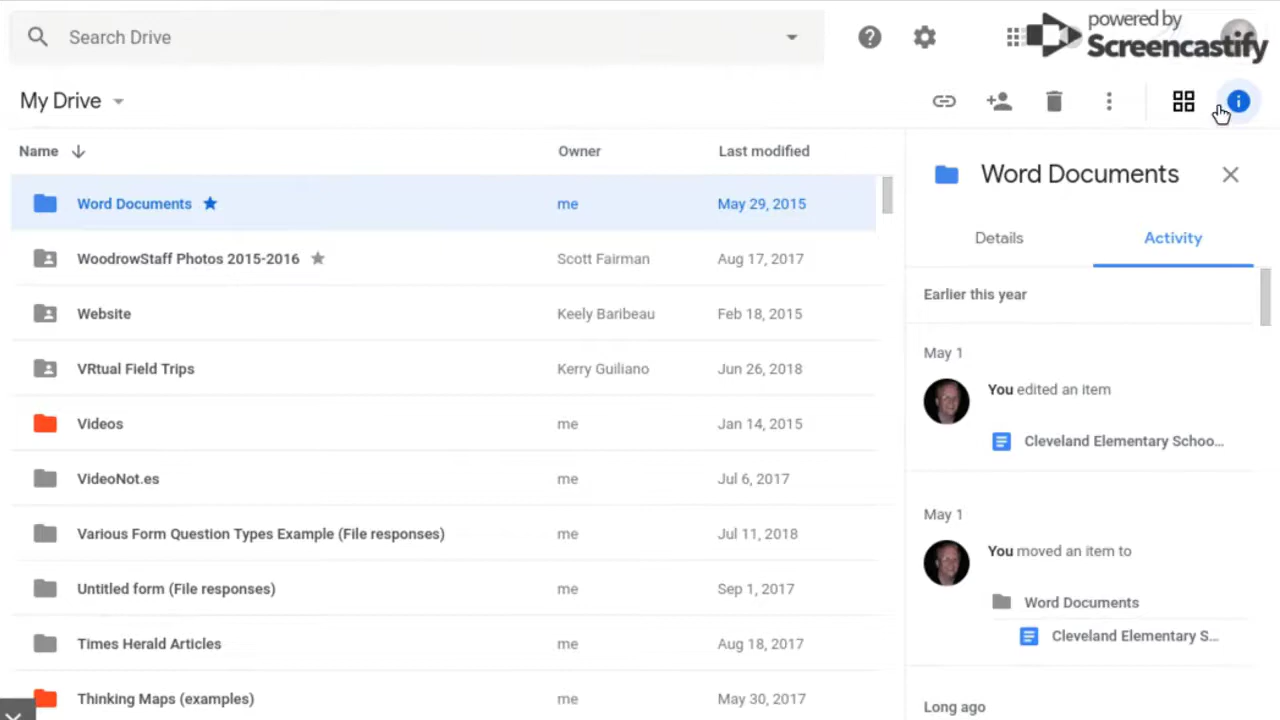 Search Drive
powered by
Screencastify
My Drive
Name
Owner
Last modified
Word Documents
me
May 29, 2015
WoodrowStaff Photos 2015-2016
Scott Fairman
Aug 17, 2017
Website
Keely Baribeau
Feb 18, 2015
VRtual Field Trips
Kerry Guiliano
Jun 26, 2018
Videos
me
Jan 14, 2015
VideoNot.es
me
Jul 6, 2017
Various Form Question Types Example (File responses)
me
Jul 11, 2018
Untitled form (File responses)
me
Sep 1, 2017
Times Herald Articles
me
Aug 18, 2017
Thinking Maps (examples)
me
May 30, 2017
Word Documents
Details
Activity
Earlier this year
May 1
You edited an item
Cleveland Elementary Schoo...
May 1
You moved an item to
Word Documents
Cleveland Elementary S...
Long ago